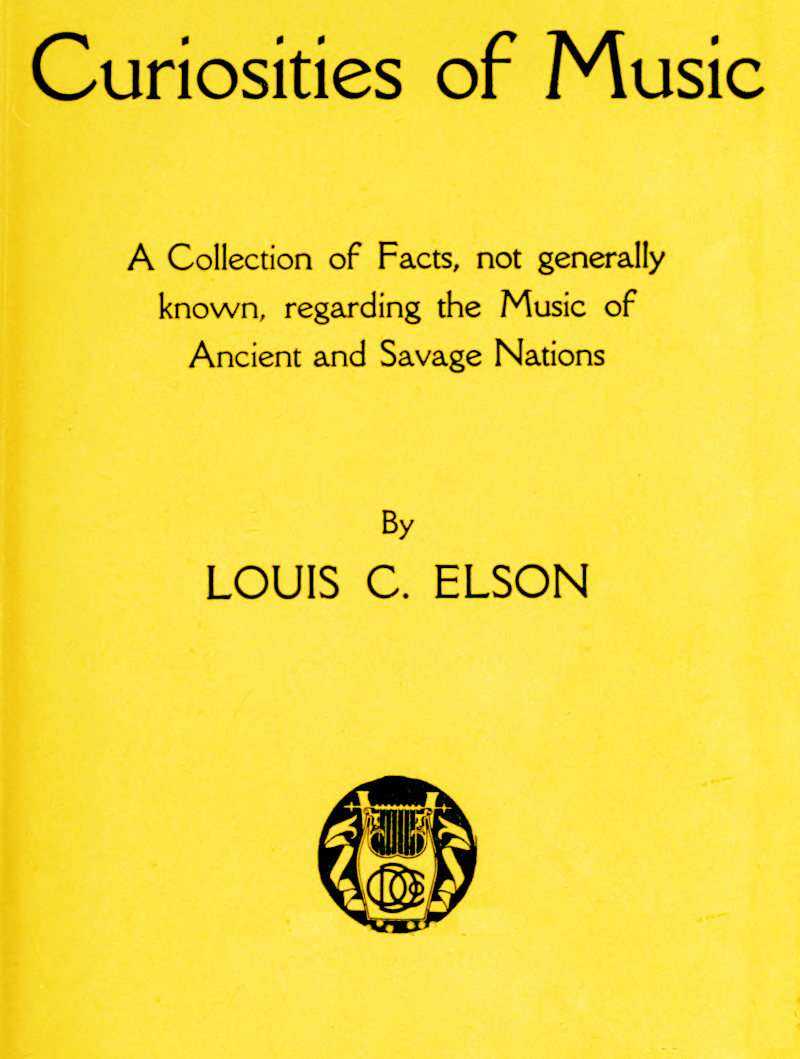 Curiosities of Music
A Collection of Facts, not generally
known, regarding the Music of
Ancient and Savage Nations
By
LOUIS C. ELSON